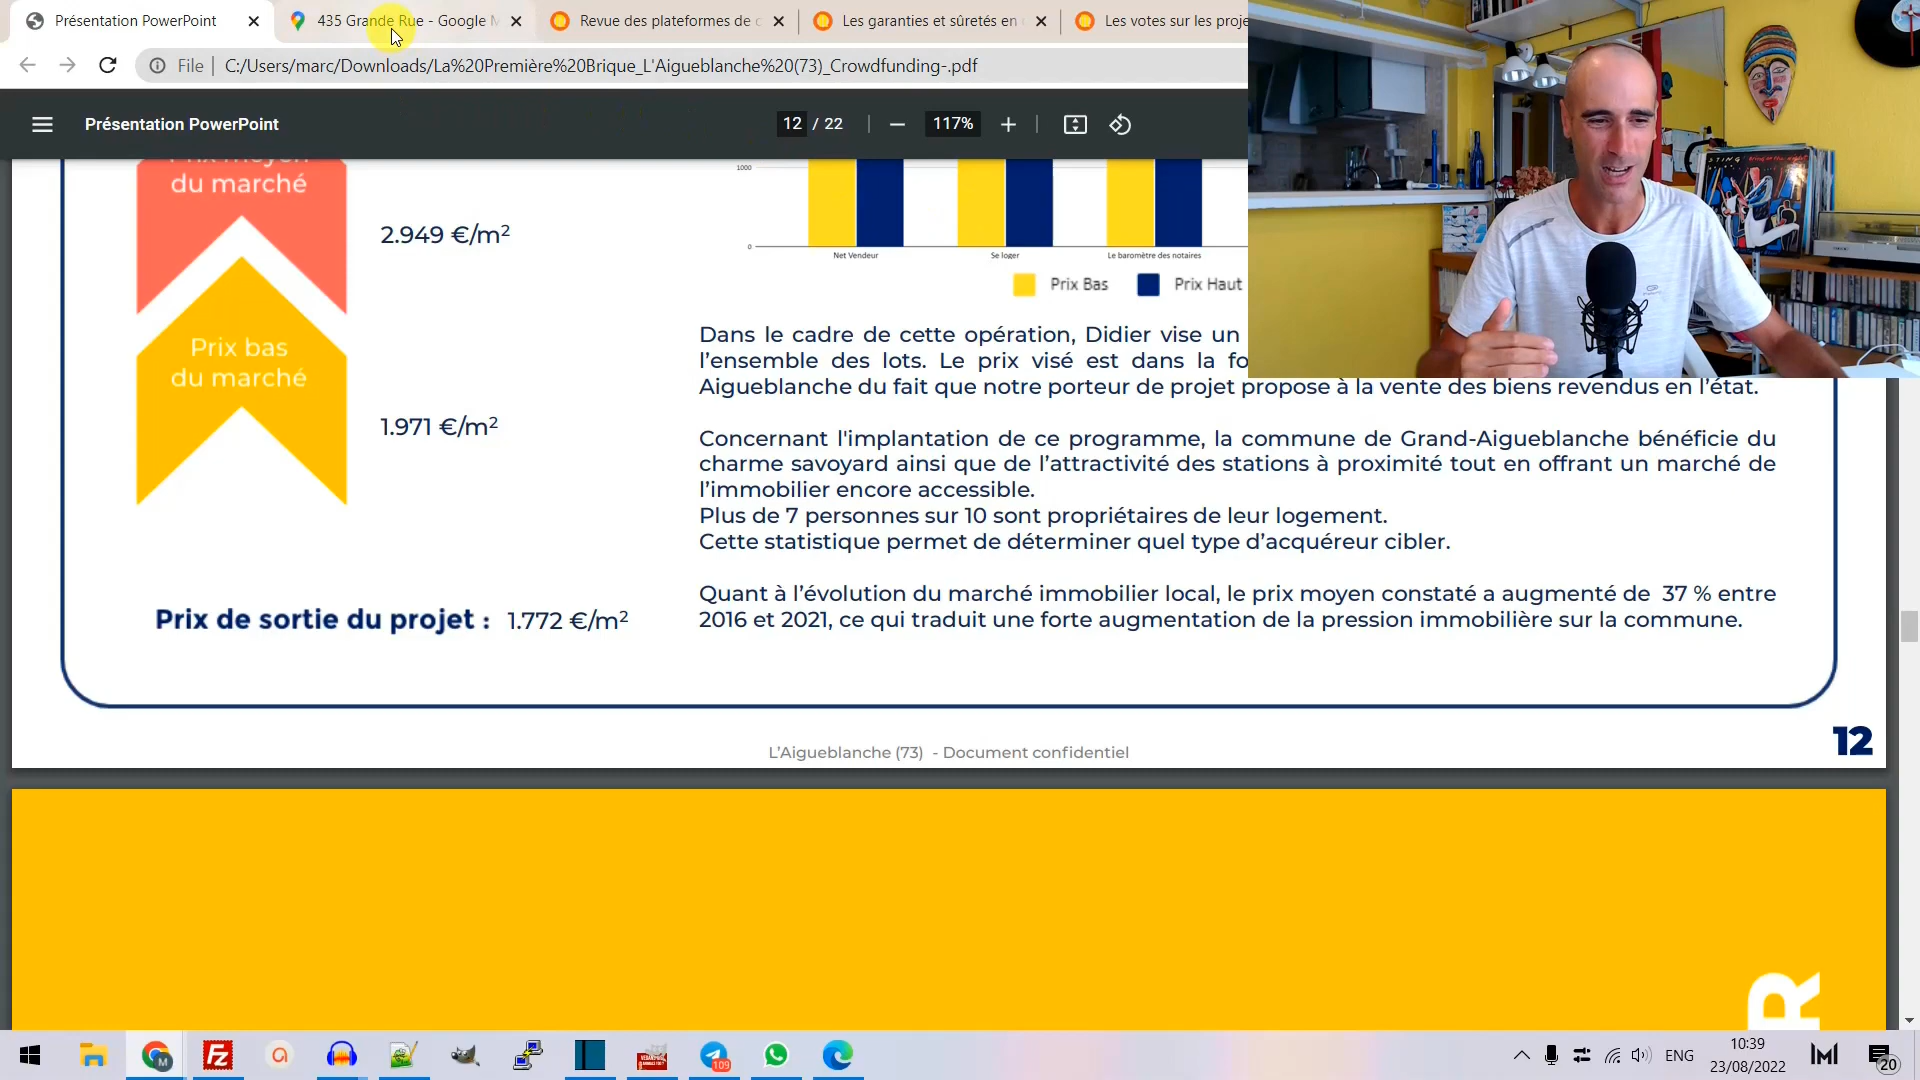 Présentation PowerPoint
435 Grande Rue - Google M
Revue des plateformes de c
Les garanties et sûretés en
Les votes sur les proje
File
C:/Users/marc/Downloads/La%20Première%20Brique_L'Aigueblanche%20(73)_Crowdfunding-.pdf
Présentation PowerPoint
12 / 22
117%
Prix moyen
du marché
2.949 €/m²
Prix bas
du marché
1.971 €/m²
Prix de sortie du projet : 1.772 €/m²
1000
0
Net Vendeur
Se loger
Le baromètre des notaires
Prix Bas
Prix Haut
Dans le cadre de cette opération, Didier vise un
l'ensemble des lots. Le prix visé est dans la fo
Aigueblanche du fait que notre porteur de projet propose à la vente des biens revendus en l'état.
Concernant l'implantation de ce programme, la commune de Grand-Aigueblanche bénéficie du
charme savoyard ainsi que de l'attractivité des stations à proximité tout en offrant un marché de
l'immobilier encore accessible.
Plus de 7 personnes sur 10 sont propriétaires de leur logement.
Cette statistique permet de déterminer quel type d'acquéreur cibler.
Quant à l'évolution du marché immobilier local, le prix moyen constaté a augmenté de 37 % entre
2016 et 2021, ce qui traduit une forte augmentation de la pression immobilière sur la commune.
L'Aigueblanche (73) - Document confidentiel
12
R
STING
109
ENG
10:39
23/08/2022
20